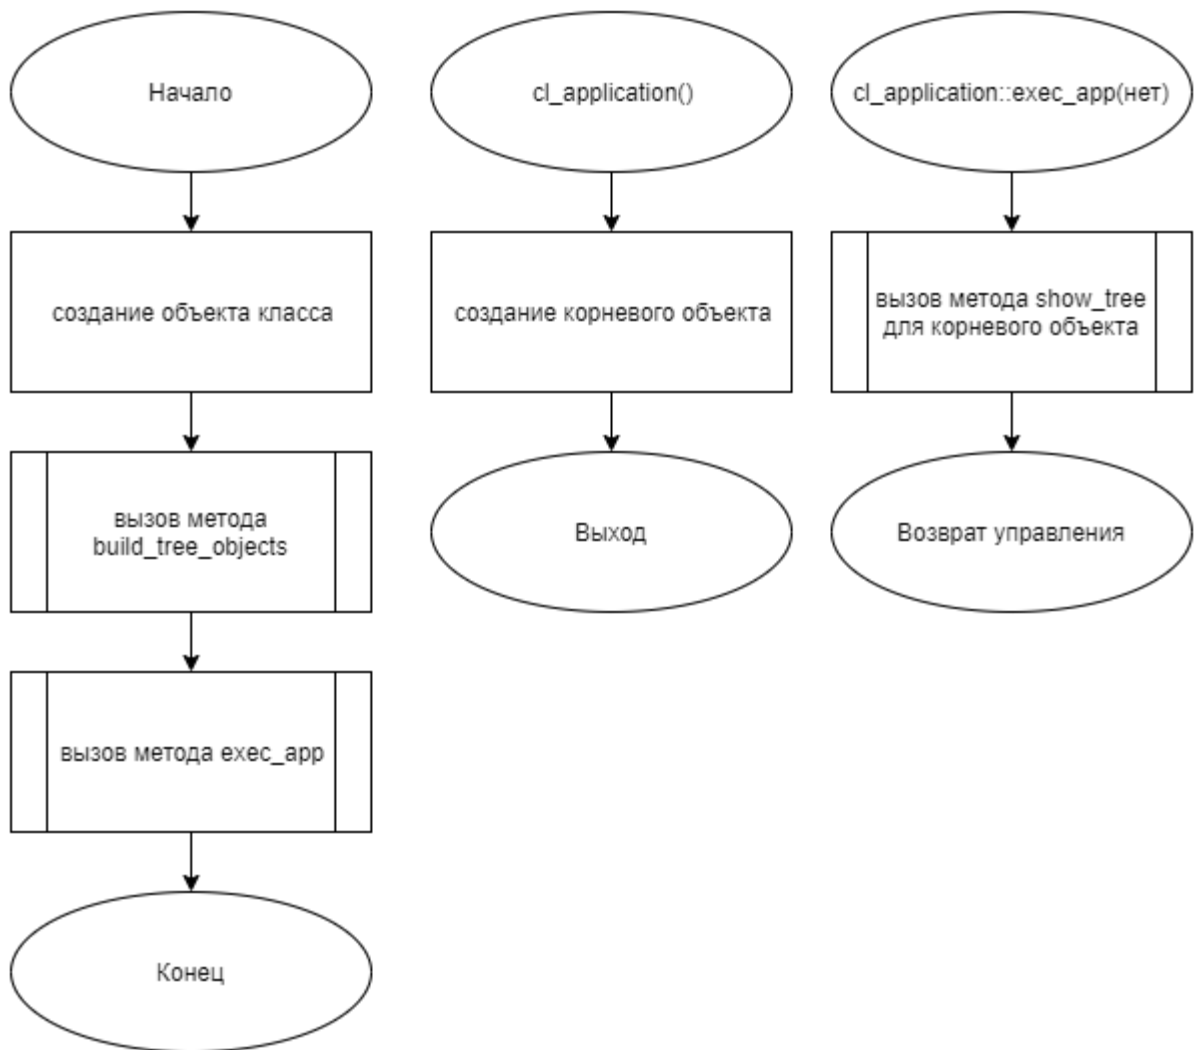 Начало
создание объекта класса
вызов метода
build_tree_objects
вызов метода exec_app
Конец
cl_application()
создание корневого объекта
Выход
cl_application::exec_app(нет)
вызов метода show_tree
для корневого объекта
Возврат управления